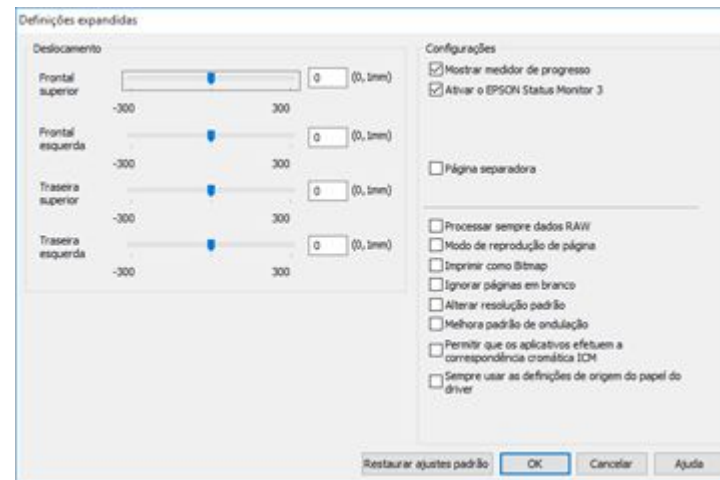 Definições expandidas
Deslocamento
Frontal
superior
0 (0,1mm)
-300 300
Frontal
esquerda
0 (0,1mm)
-300 300
Traseira
superior
0 (0,1mm)
-300 300
Traseira
esquerda
0 (0,1mm)
-300 300
Configurações
Mostrar medidor de progresso
Ativar o EPSON Status Monitor 3
Página separadora
Processar sempre dados RAW
Modo de reprodução de página
Imprimir como Bitmap
Ignorar páginas em branco
Alterar resolução padrão
Melhora padrão de ondulação
Permitir que os aplicativos efetuem a
correspondência cromática ICM
Sempre usar as definições de origem do papel do
driver
Restaurar ajustes padrão OK Cancelar Ajuda